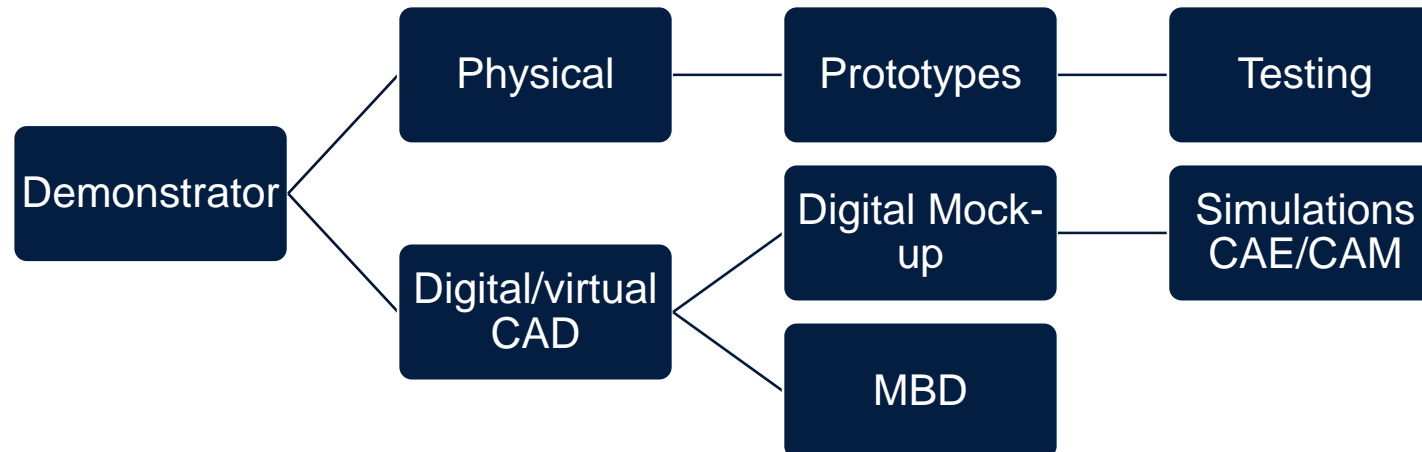 Physical
Prototypes
Testing
Demonstrator
Digital Mock-
up
Simulations
CAE/CAM
Digital/virtual
CAD
MBD